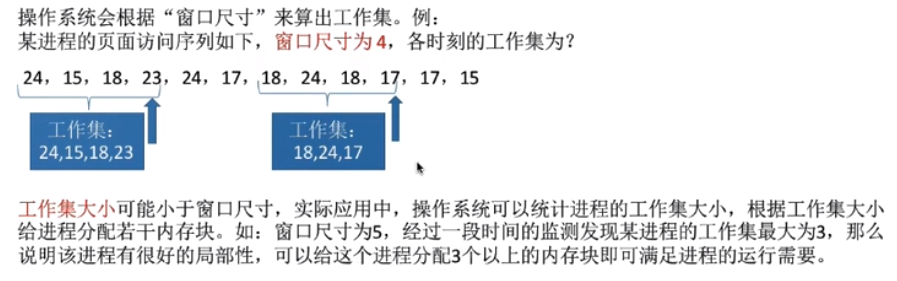 操作系统会根据“窗口尺寸”来算出工作集。例：
某进程的页面访问序列如下，窗口尺寸为 4，各时刻的工作集为？
24，15，18，23，24，17，18，24，18，17，17，15
工作集：
24,15,18,23
工作集：
18,24,17
工作集大小可能小于窗口尺寸，实际应用中，操作系统可以统计进程的工作集大小，根据工作集大小
给进程分配若干内存块。如：窗口尺寸为5，经过一段时间的监测发现某进程的工作集最大为3，那么
说明该进程有很好的局部性，可以给这个进程分配3个以上的内存块即可满足进程的运行需要。